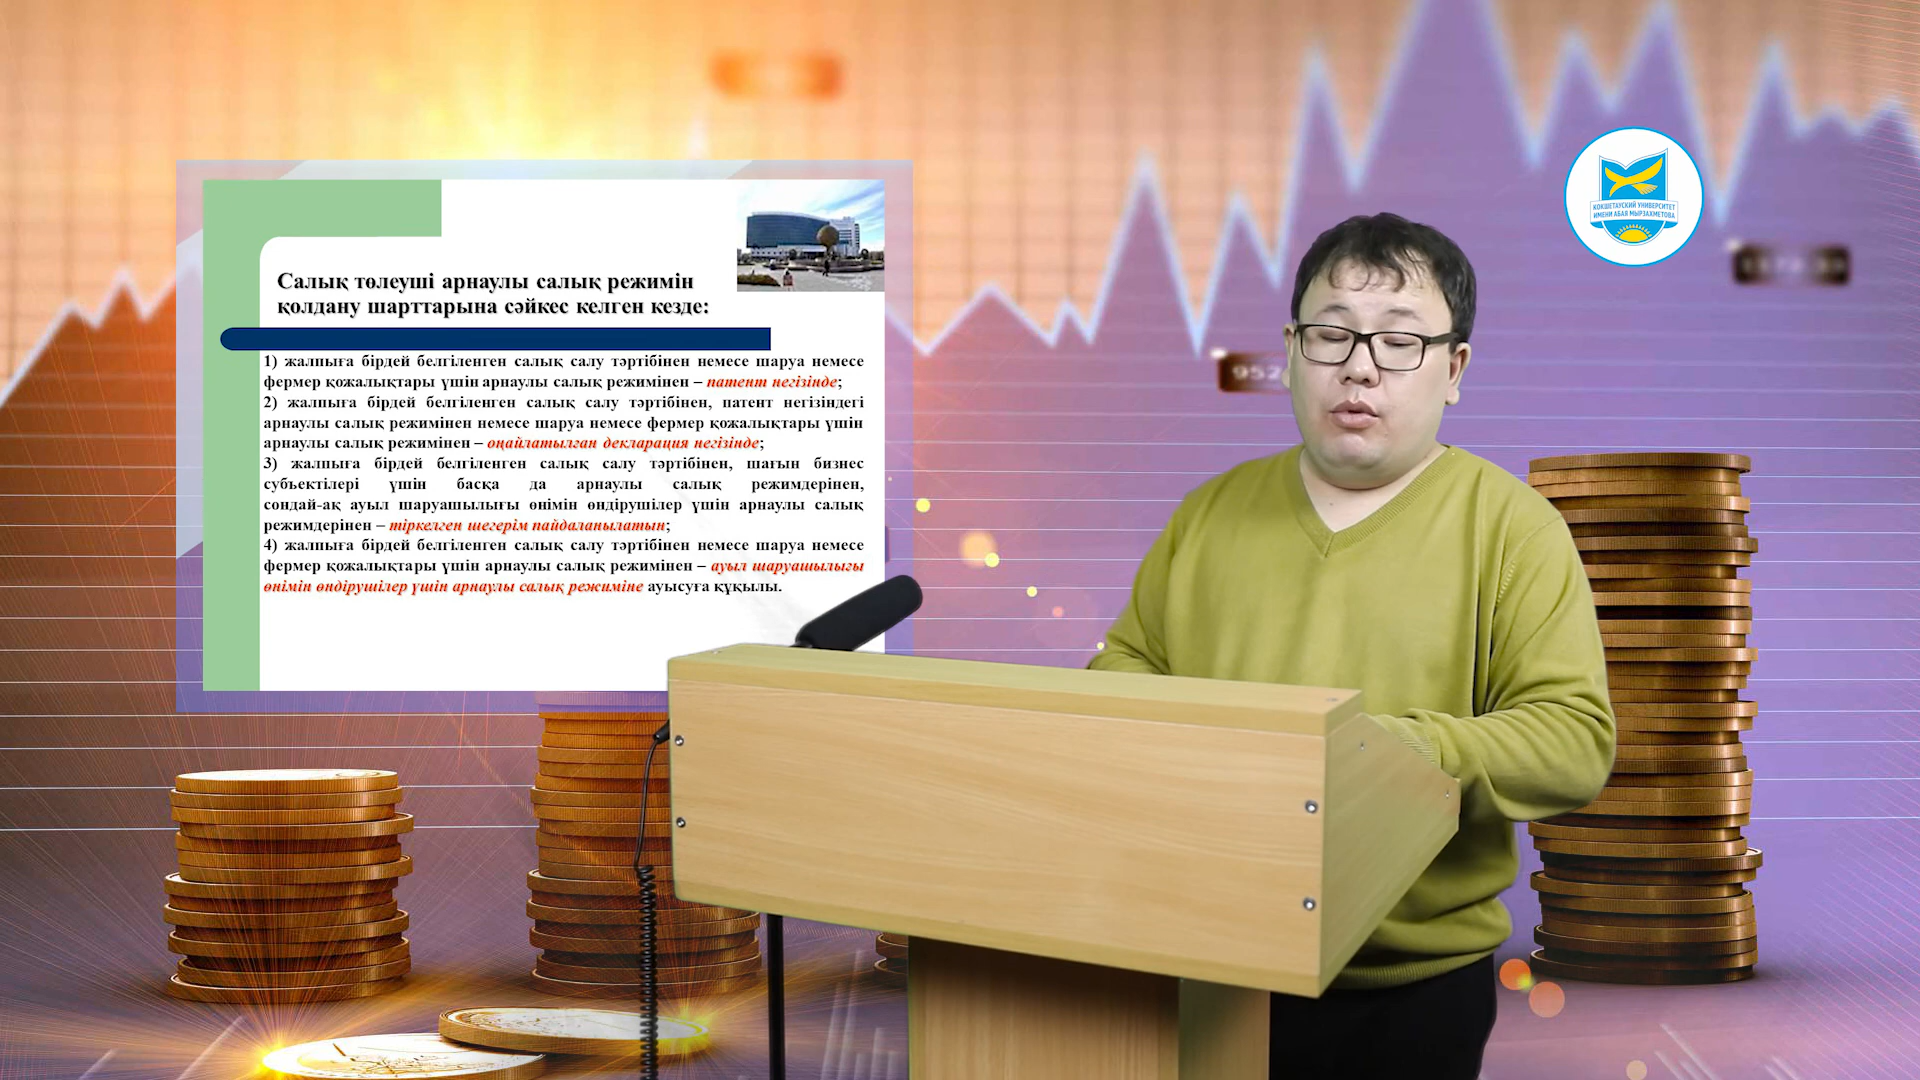 Салық төлеуші арнаулы салық режимін
қолдану шарттарына сәйкес келген кезде:
1) жалпыға бірдей белгіленген салық салу тәртібінен немесе шаруа немесе
фермер қожалықтары үшін арнаулы салық режимінен – патент негізінде;
2) жалпыға бірдей белгіленген салық салу тәртібінен, патент негізіндегі
арнаулы салық режимінен немесе шаруа немесе фермер қожалықтары үшін
арнаулы салық режимінен – оңайлатылған декларация негізінде;
3) жалпыға бірдей белгіленген салық салу тәртібінен, шағын бизнес
субъектілері үшін басқа да арнаулы салық режимдерінен,
сондай-ақ ауыл шаруашылығы өнімін өндірушілер үшін арнаулы салық
режимдерінен – тіркелген шегерім пайдаланылатын;
4) жалпыға бірдей белгіленген салық салу тәртібінен немесе шаруа немесе
фермер қожалықтары үшін арнаулы салық режимінен – ауыл шаруашылығы
өнімін өндірушілер үшін арнаулы салық режиміне ауысуға құқылы.
КОКШЕТАУСКИЙ УНИВЕРСИТЕТ
ИМЕНИ АБАЯ МЫРЗАХМЕТОВА
952